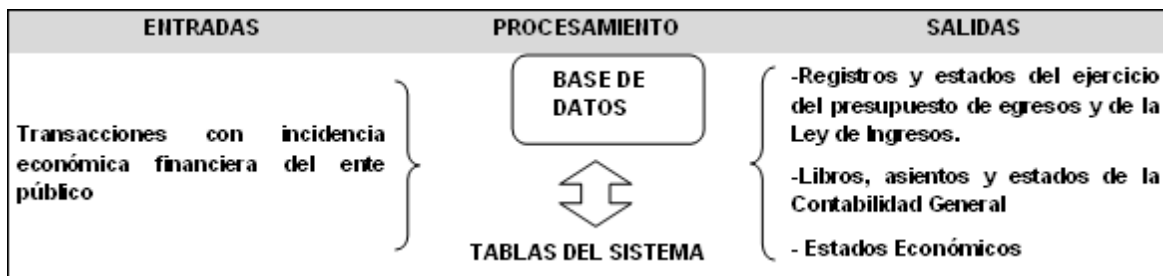 ENTRADAS
PROCESAMIENTO
SALIDAS
Transacciones con incidencia
económica financiera del ente
público
BASE DE
DATOS
TABLAS DEL SISTEMA
-Registros y estados del ejercicio
del presupuesto de egresos y de la
Ley de Ingresos.
-Libros, asientos y estados de la
Contabilidad General
- Estados Económicos